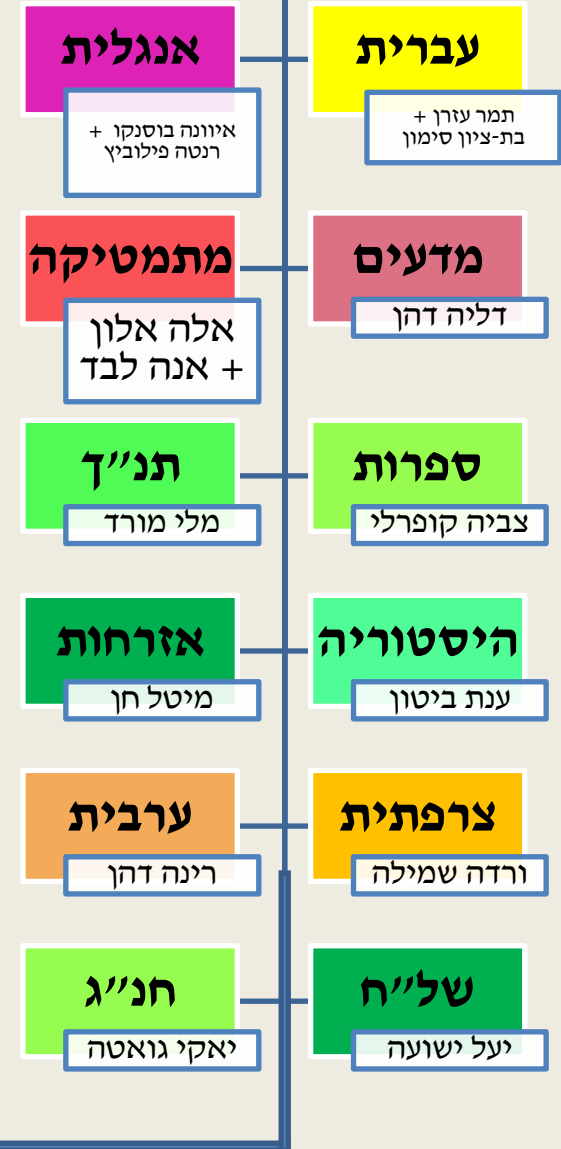 עברית
תמר עזרן +
בת-ציון סימון
אנגלית
איוונה בוסנקו +
רנטה פילוביץ
מדעים
דליה דהן
מתמטיקה
אלה אלון
+ אנה לבד
ספרות
צביה קופרלי
תנ״ך
מלי מורד
היסטוריה
ענת ביטון
אזרחות
מיטל חן
צרפתית
ורדה שמילה
ערבית
רינה דהן
של״ח
יעל ישועה
חנ״ג
יאקי גואטה